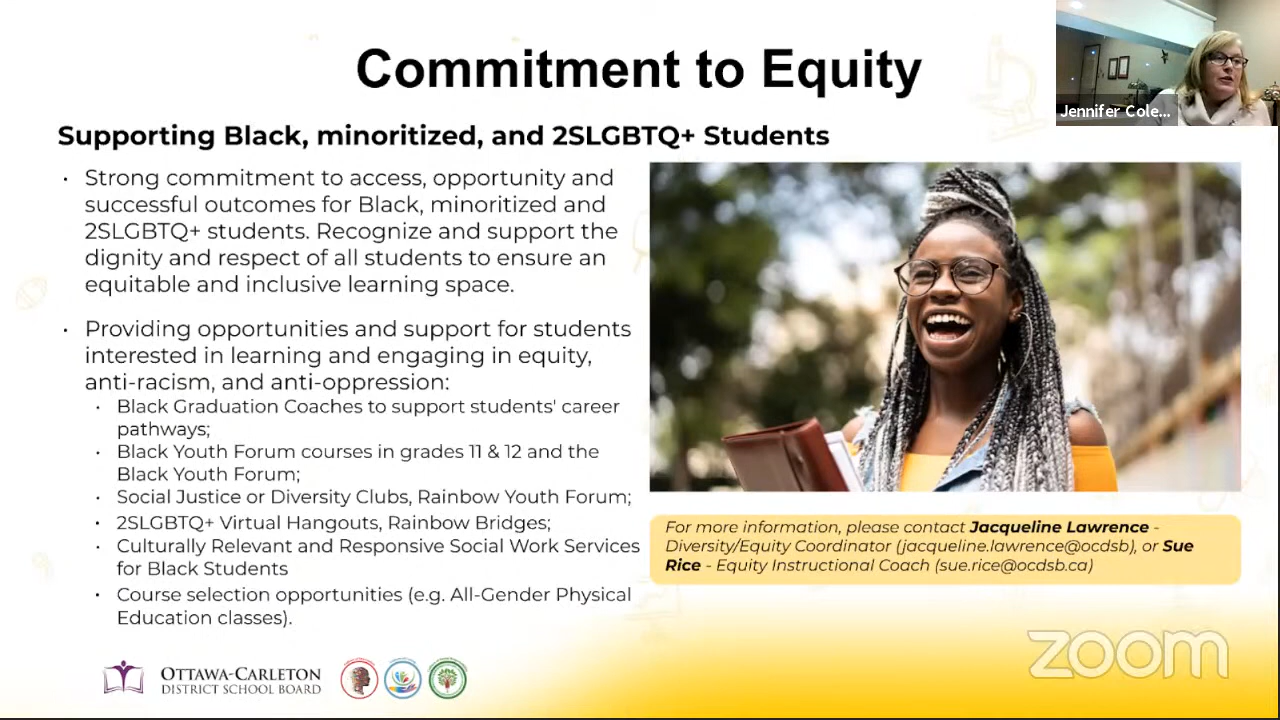 Commitment to Equity
Jennifer Cole...
Supporting Black, minoritized, and 2SLGBTQ+ Students
• Strong commitment to access, opportunity and
successful outcomes for Black, minoritized and
2SLGBTQ+ students. Recognize and support the
dignity and respect of all students to ensure an
equitable and inclusive learning space.
• Providing opportunities and support for students
interested in learning and engaging in equity,
anti-racism, and anti-oppression:
• Black Graduation Coaches to support students' career
pathways;
• Black Youth Forum courses in grades 11 & 12 and the
Black Youth Forum;
• Social Justice or Diversity Clubs, Rainbow Youth Forum;
• 2SLGBTQ+ Virtual Hangouts, Rainbow Bridges;
• Culturally Relevant and Responsive Social Work Services
for Black Students
• Course selection opportunities (e.g. All-Gender Physical
Education classes).
For more information, please contact Jacqueline Lawrence -
Diversity/Equity Coordinator (jacqueline.lawrence@ocdsb), or Sue
Rice - Equity Instructional Coach (sue.rice@ocdsb.ca)
OTTAWA-CARLETON
DISTRICT SCHOOL BOARD
zoom